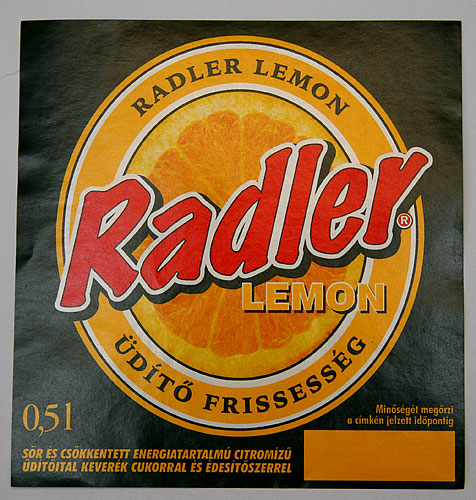 RADLER LEMON
Radler®
LEMON
ÜDÍTŐ FRISSESSÉG
0,5 l
Minőségét megőrzi
a címkén jelzett időpontig
SÖR ÉS CSÖKKENTETT ENERGIATARTALMÚ CITROMÍZŰ
ÜDÍTŐITAL KEVERÉK CUKORRAL ÉS ÉDESÍTŐSZERREL